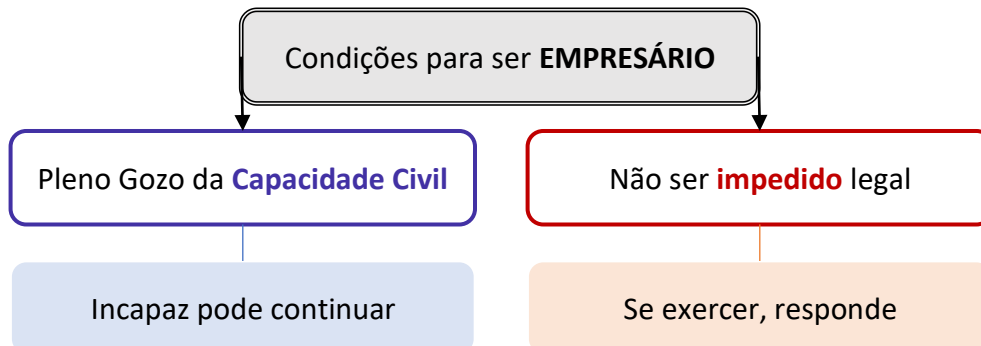 Condições para ser EMPRESÁRIO
Pleno Gozo da Capacidade Civil
Não ser impedido legal
Incapaz pode continuar
Se exercer, responde